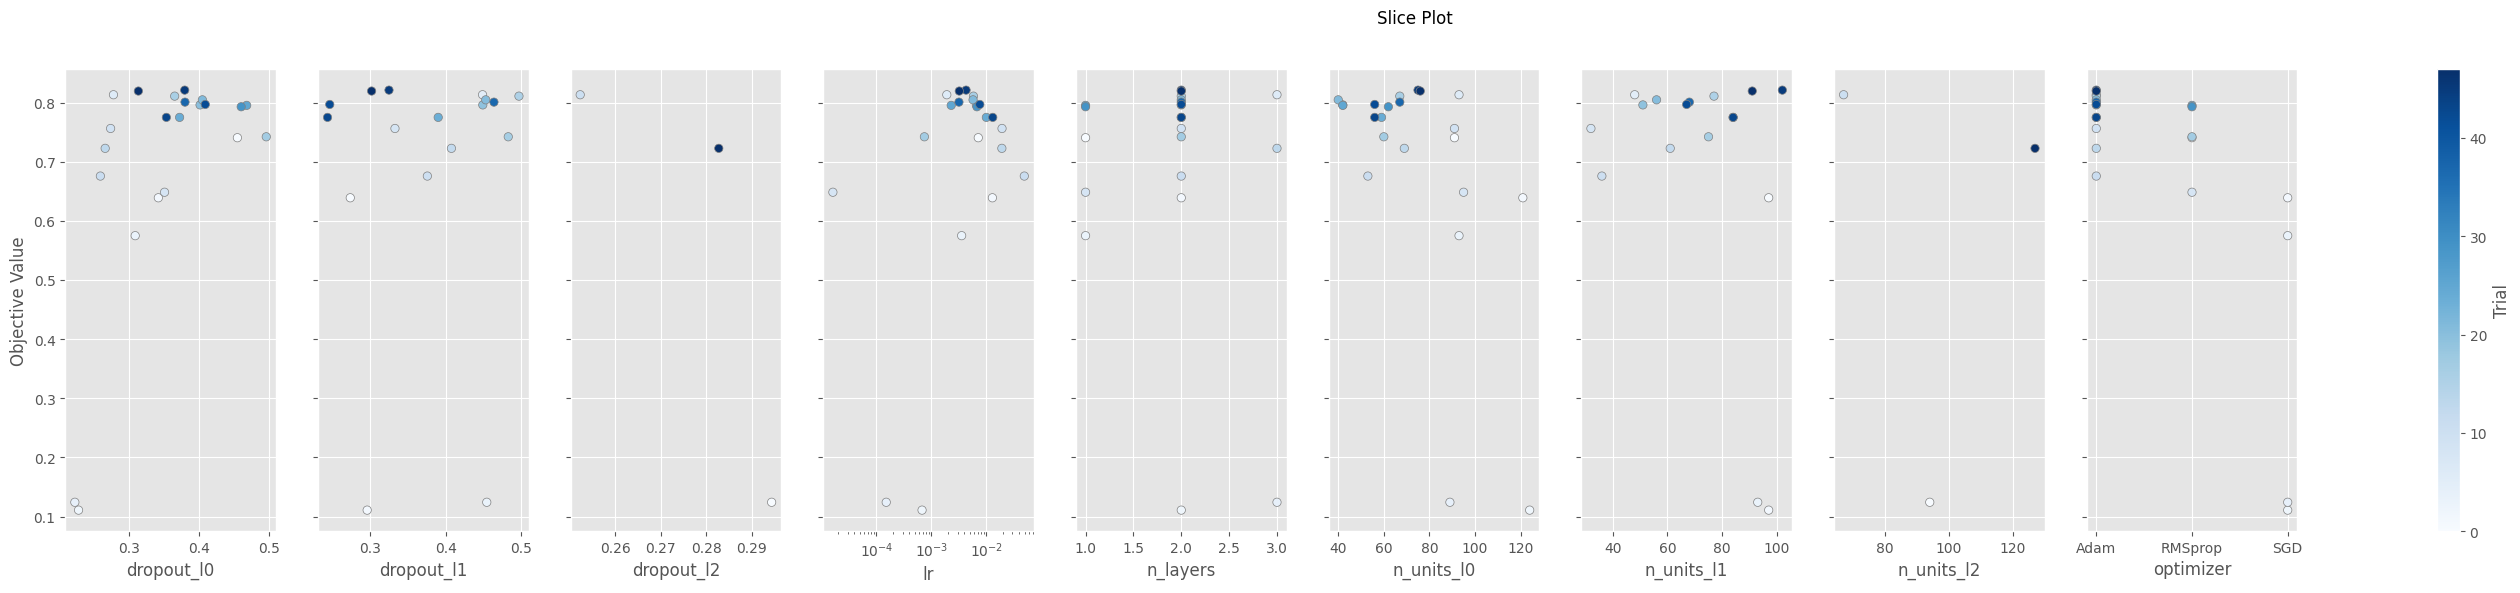 Slice Plot
Objective Value
0.8
0.7
0.6
0.5
0.4
0.3
0.2
0.1
0.3 0.4 0.5
dropout_l0
0.3 0.4 0.5
dropout_l1
0.26 0.27 0.28 0.29
dropout_l2
10⁻⁴ 10⁻³ 10⁻²
lr
1.0 1.5 2.0 2.5 3.0
n_layers
40 60 80 100 120
n_units_l0
40 60 80 100
n_units_l1
80 100 120
n_units_l2
Adam RMSprop SGD
optimizer
40
30
20
10
0
Trial